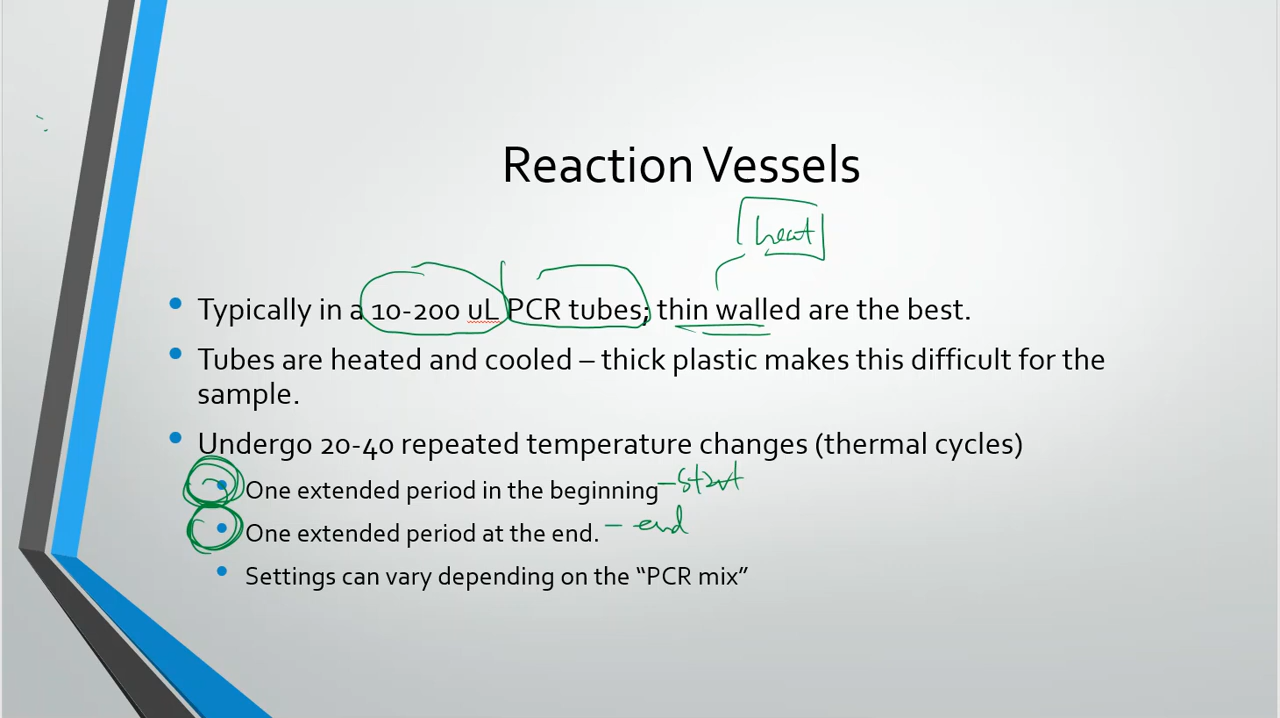 Reaction Vessels
heat
Typically in a 10-200 uL PCR tubes; thin walled are the best.
Tubes are heated and cooled – thick plastic makes this difficult for the
sample.
Undergo 20-40 repeated temperature changes (thermal cycles)
One extended period in the beginning – start
One extended period at the end. – end
Settings can vary depending on the “PCR mix”